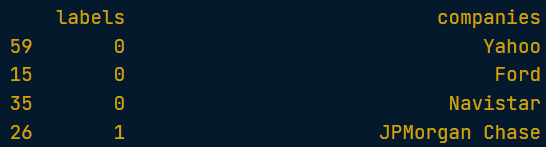 labels companies
59 0 Yahoo
15 0 Ford
35 0 Navistar
26 1 JPMorgan Chase